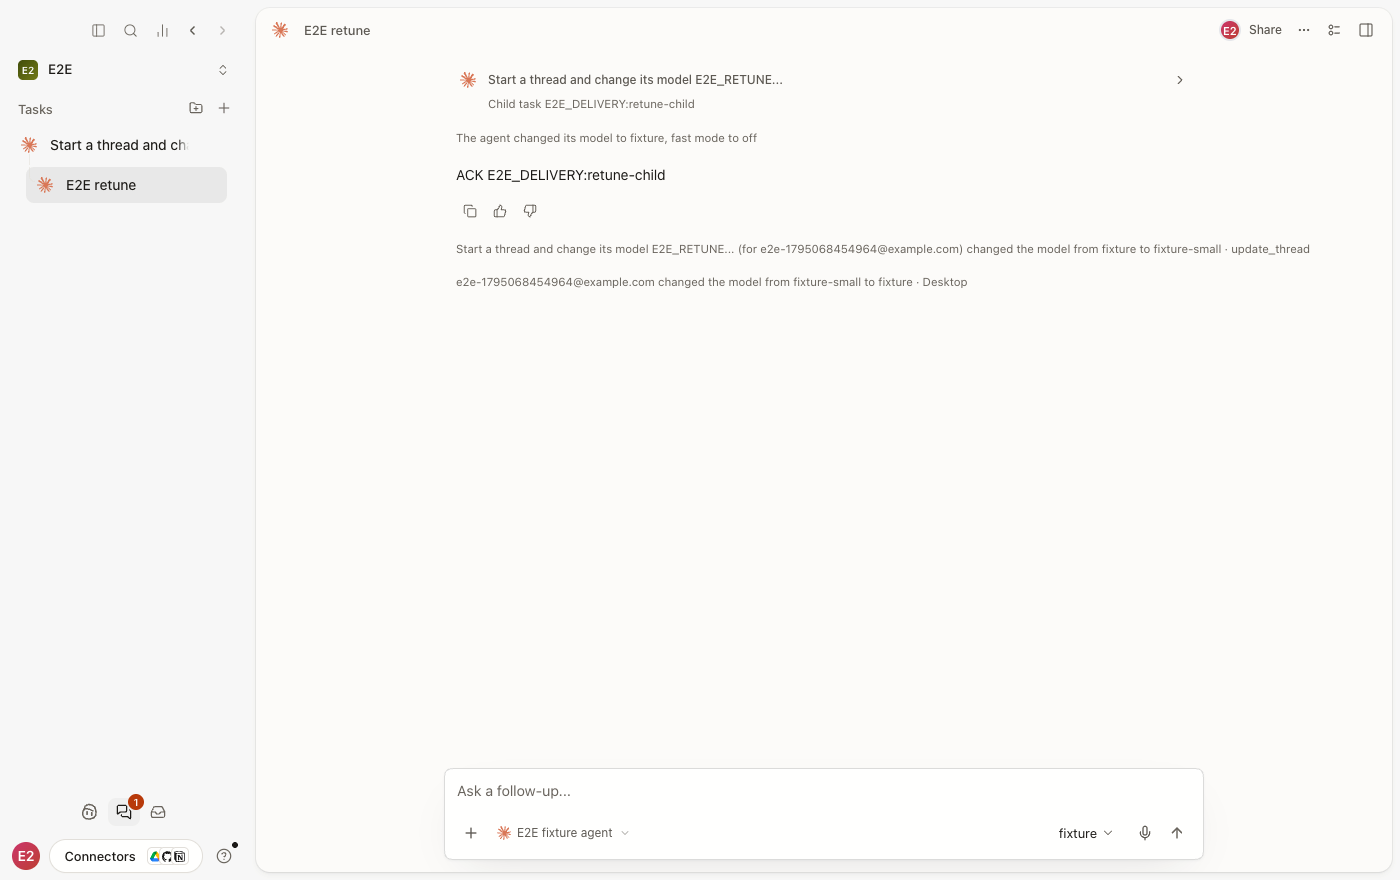 E2E retune
E2 Share
E2 E2E
Tasks
Start a thread and
E2E retune
Start a thread and change its model E2E_RETUNE...
Child task E2E_DELIVERY:retune-child
The agent changed its model to fixture, fast mode to off
ACK E2E_DELIVERY:retune-child
Start a thread and change its model E2E_RETUNE... (for e2e-1795068454964@example.com) changed the model from fixture to fixture-small · update_thread
e2e-1795068454964@example.com changed the model from fixture-small to fixture · Desktop
Ask a follow-up...
E2E fixture agent
fixture
1
E2 Connectors